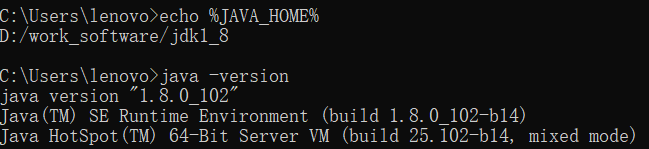 C:\Users\lenovo>echo %JAVA_HOME%
D:/work_software/jdk1_8
C:\Users\lenovo>java -version
java version "1.8.0_102"
Java(TM) SE Runtime Environment (build 1.8.0_102-b14)
Java HotSpot(TM) 64-Bit Server VM (build 25.102-b14, mixed mode)